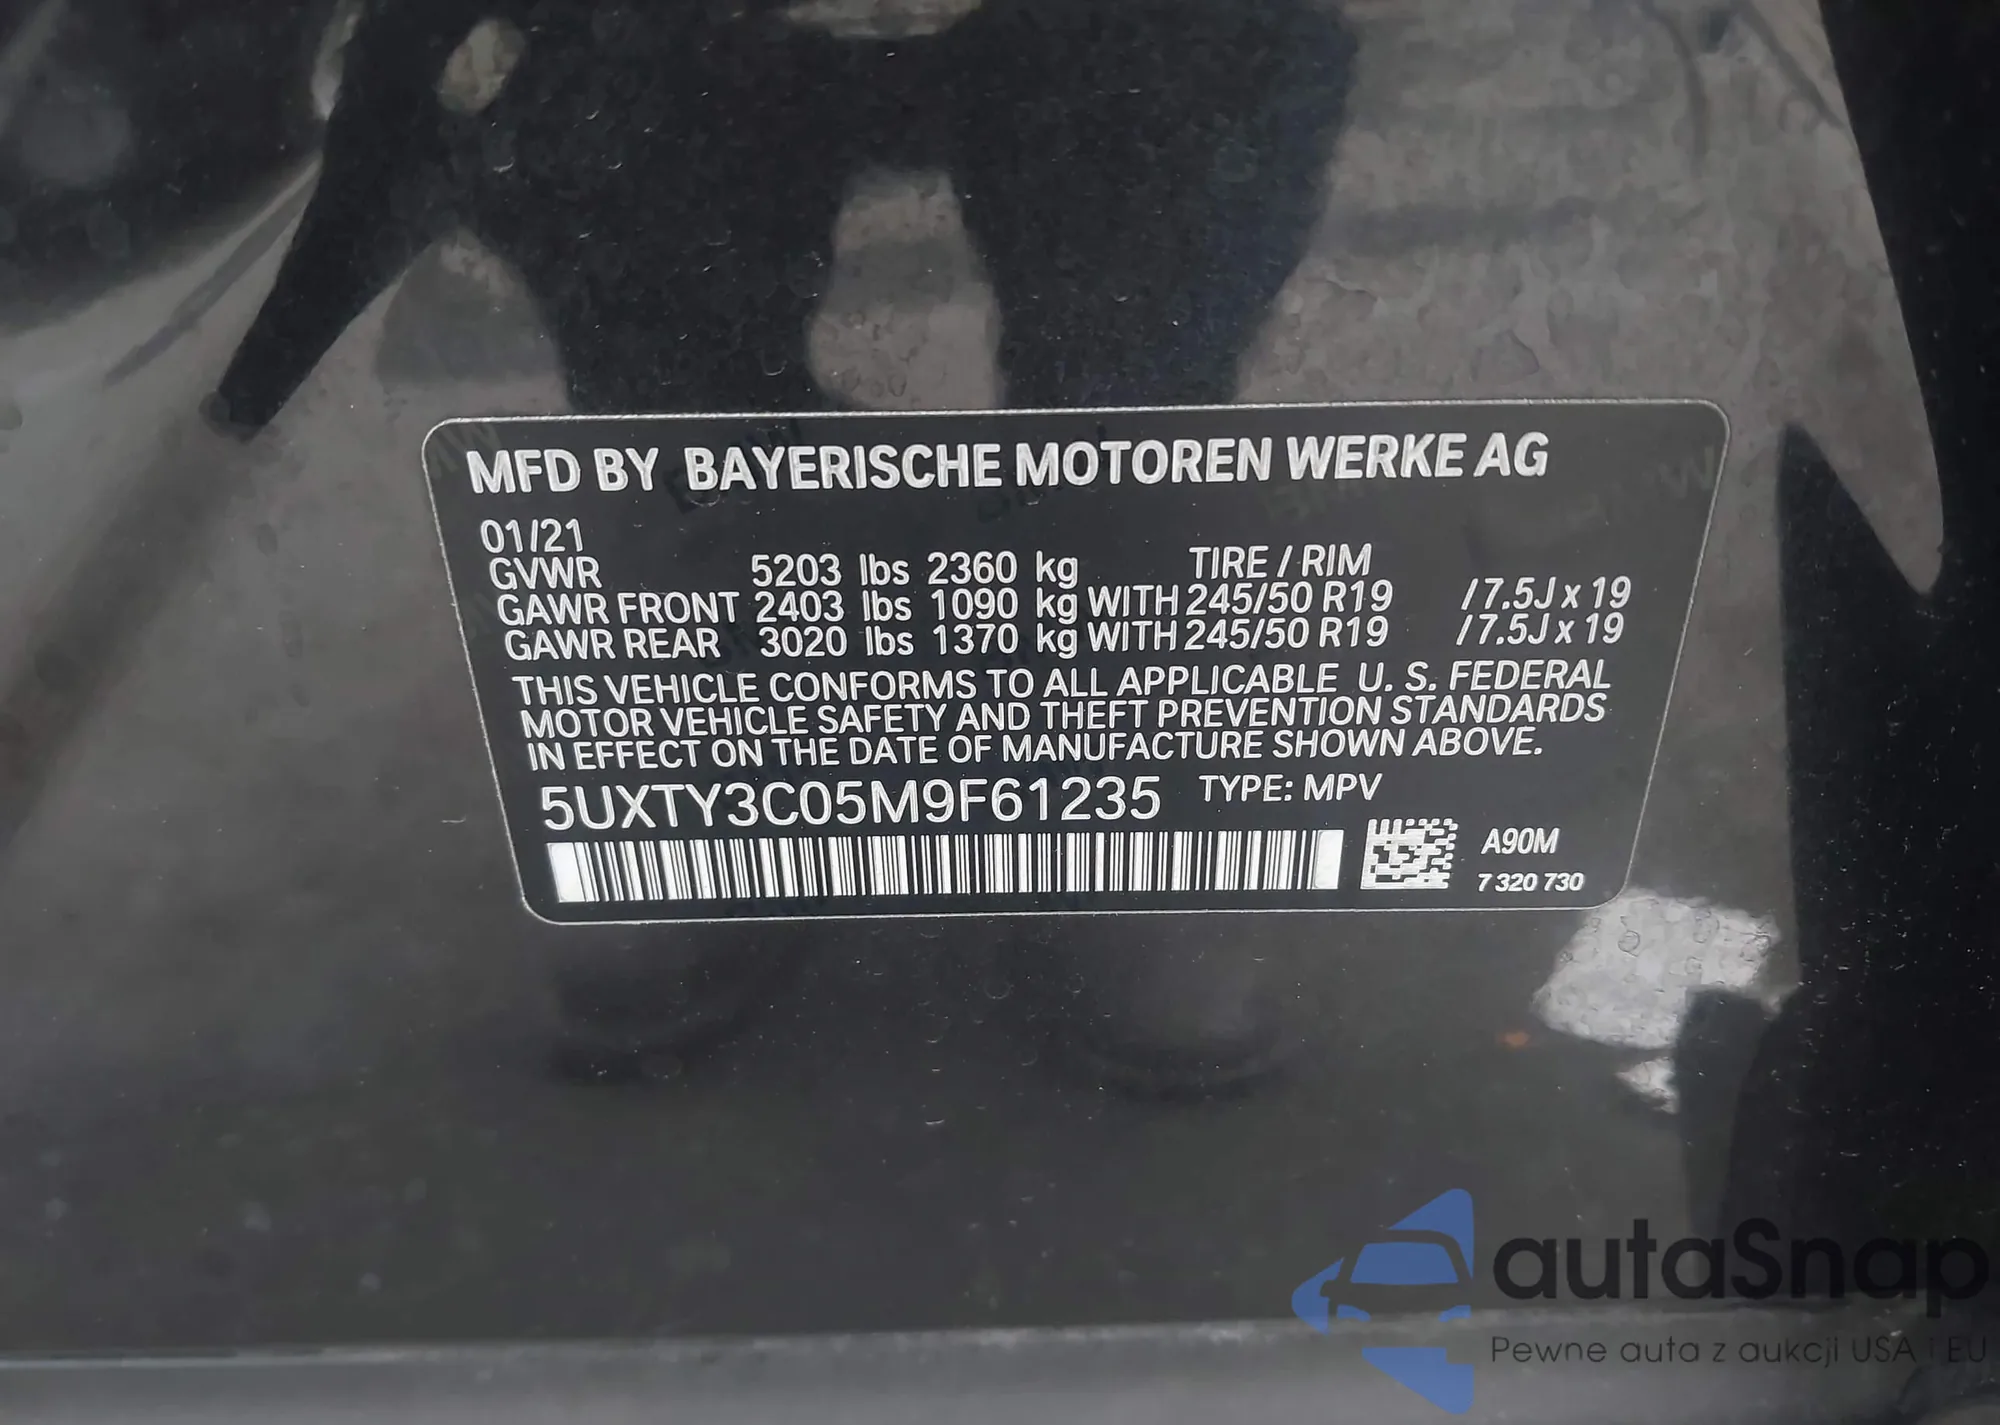 MFD BY BAYERISCHE MOTOREN WERKE AG
01/21
GVWR 5203 lbs 2360 kg TIRE / RIM
GAWR FRONT 2403 lbs 1090 kg WITH 245/50 R19 / 7.5J x 19
GAWR REAR 3020 lbs 1370 kg WITH 245/50 R19 / 7.5J x 19
THIS VEHICLE CONFORMS TO ALL APPLICABLE U. S. FEDERAL
MOTOR VEHICLE SAFETY AND THEFT PREVENTION STANDARDS
IN EFFECT ON THE DATE OF MANUFACTURE SHOWN ABOVE.
5UXTY3C05M9F61235 TYPE: MPV
A90M
7 320 730
autaSnap
Pewne auta z aukcji USA i EU